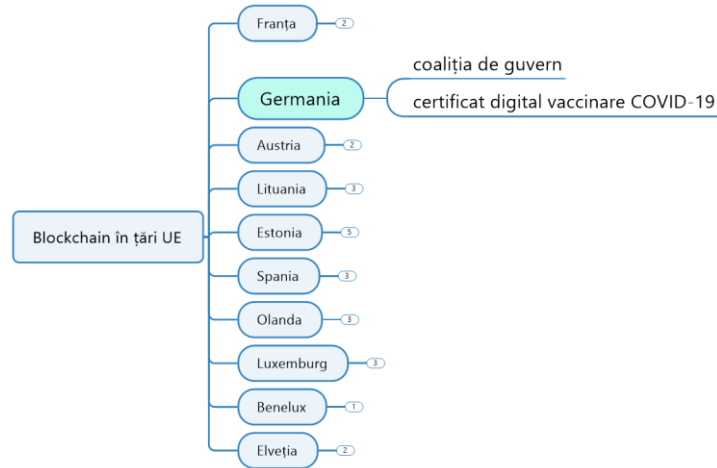 Franța 2
coaliția de guvern
Germania
certificat digital vaccinare COVID-19
Austria 2
Lituania 3
Blockchain în țări UE
Estonia 5
Spania 3
Olanda 3
Luxemburg 3
Benelux 1
Elveția 2